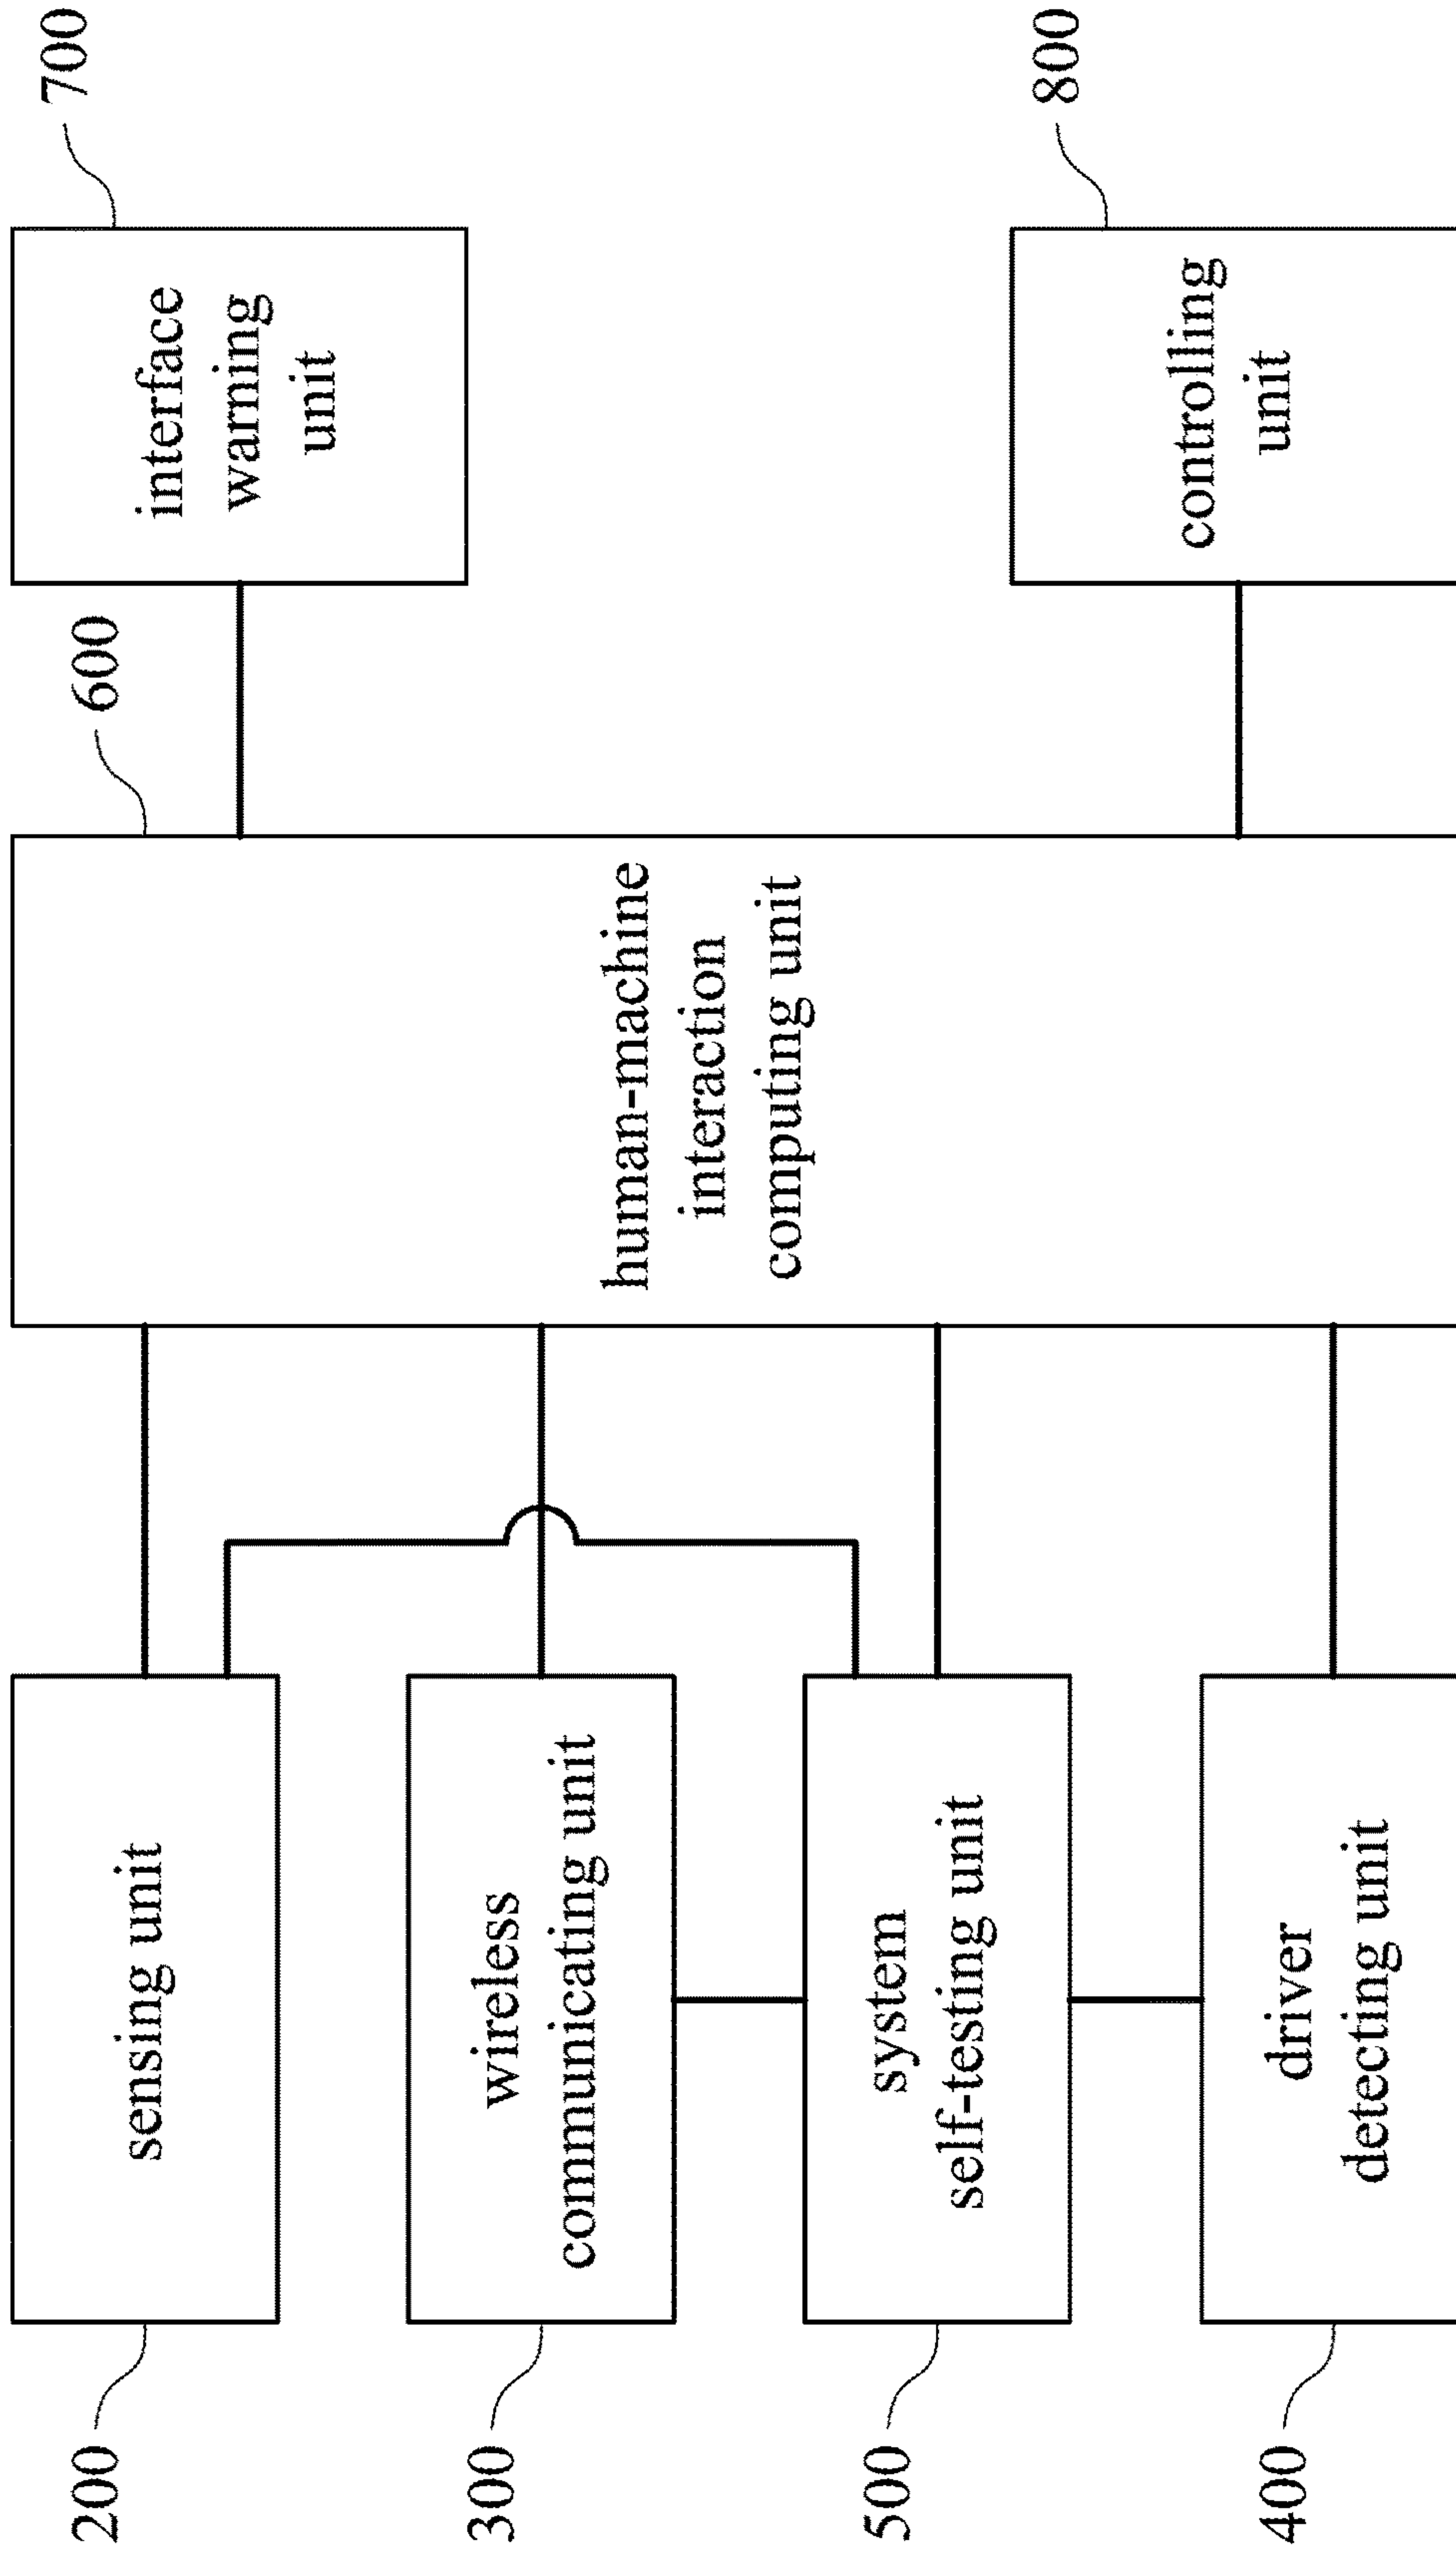 200
sensing unit
300
wireless
communicating unit
500
system
self-testing unit
400
driver
detecting unit
600
human-machine
interaction
computing unit
700
interface
warning
unit
800
controlling
unit